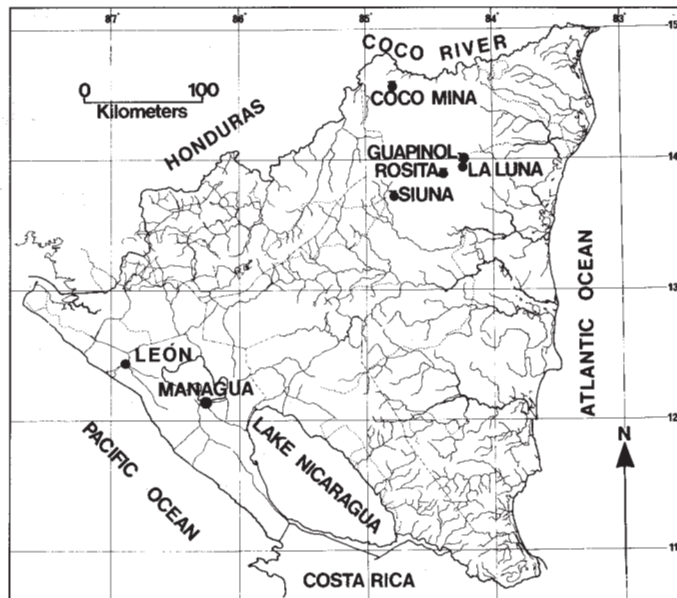 87° 86° 85° 84° 83°
15
COCO RIVER
0 100
Kilometers
COCO MINA
HONDURAS
GUAPINOL
14
ROSITA LA LUNA
SIUNA
ATLANTIC OCEAN
13
LEÓN
MANAGUA
12
LAKE NICARAGUA
N
PACIFIC OCEAN
11
COSTA RICA